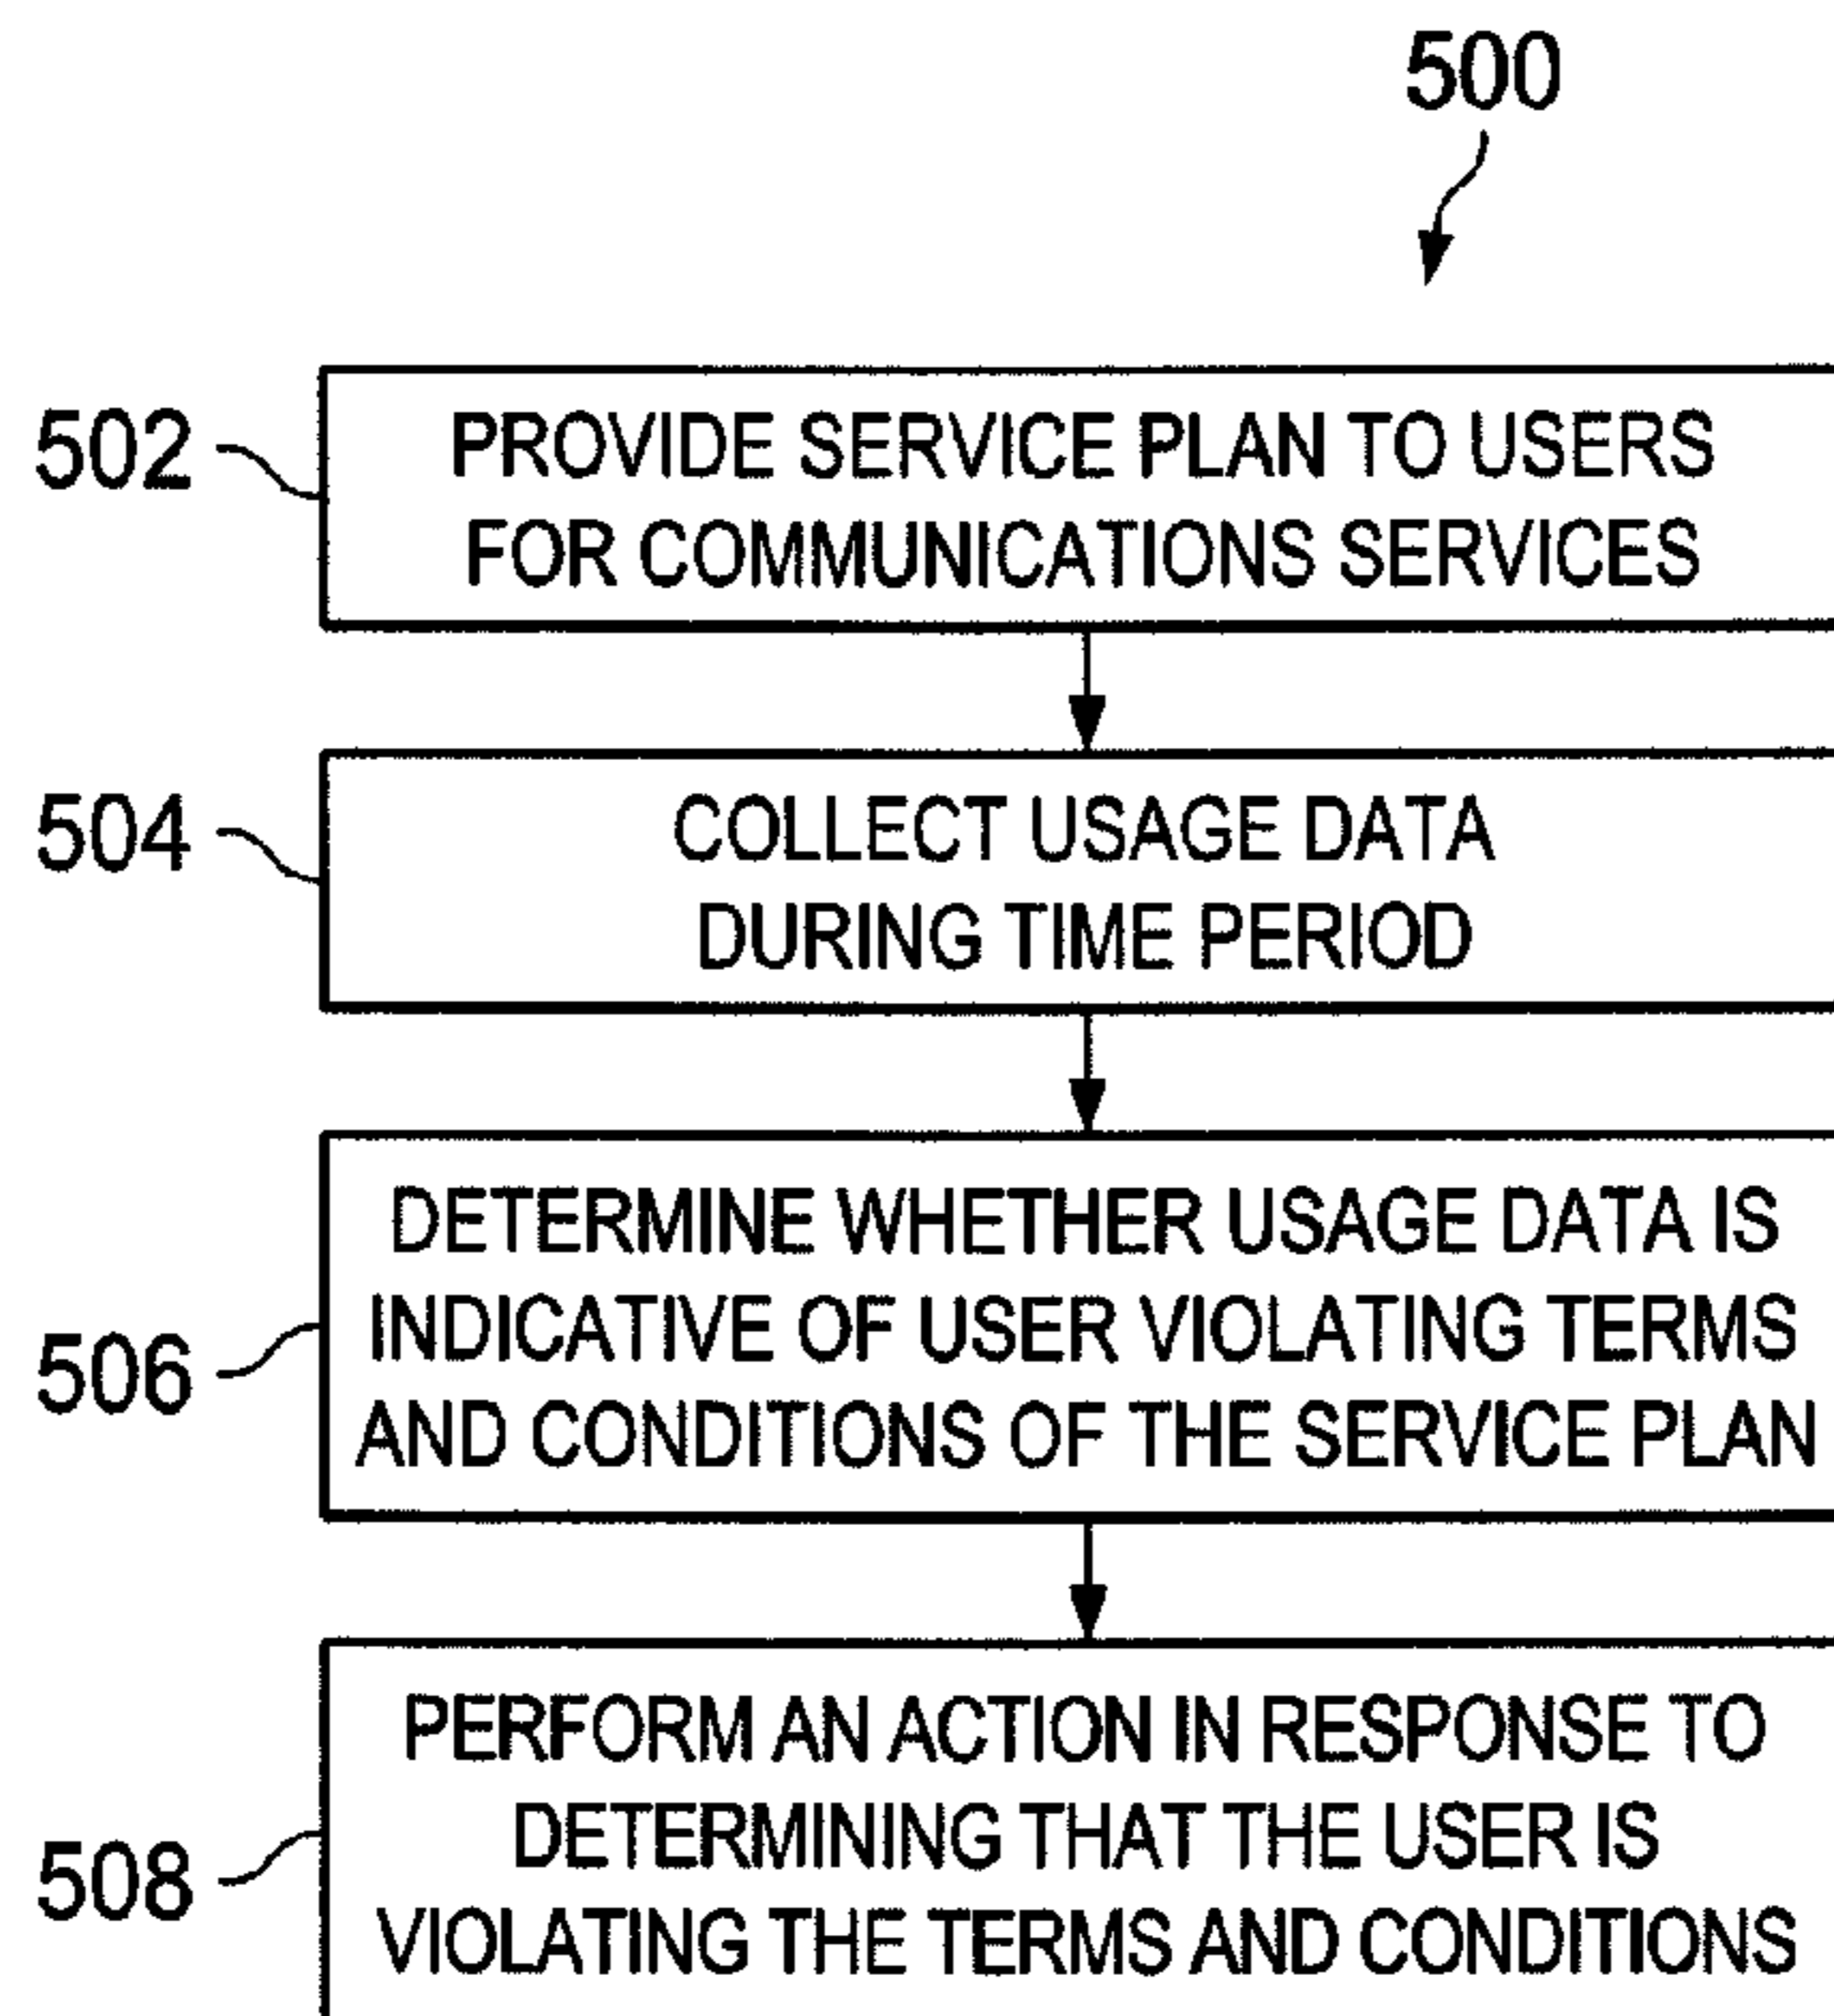 500
502
PROVIDE SERVICE PLAN TO USERS
FOR COMMUNICATIONS SERVICES
504
COLLECT USAGE DATA
DURING TIME PERIOD
506
DETERMINE WHETHER USAGE DATA IS
INDICATIVE OF USER VIOLATING TERMS
AND CONDITIONS OF THE SERVICE PLAN
508
PERFORM AN ACTION IN RESPONSE TO
DETERMINING THAT THE USER IS
VIOLATING THE TERMS AND CONDITIONS